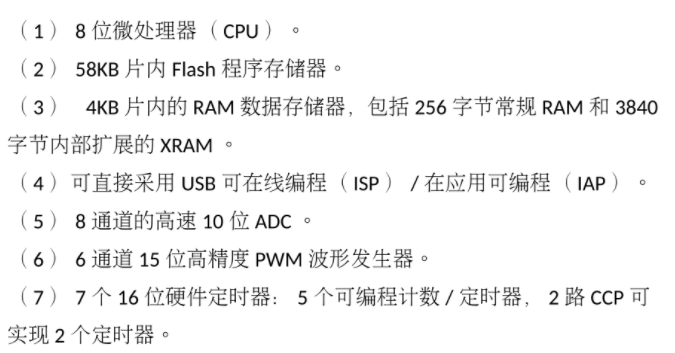 （1） 8 位微处理器（CPU）。
（2） 58KB 片内 Flash 程序存储器。
（3） 4KB 片内的 RAM 数据存储器，包括 256 字节常规 RAM 和 3840
字节内部扩展的 XRAM 。
（4）可直接采用 USB 可在线编程（ISP）/ 在应用可编程（IAP）。
（5） 8 通道的高速 10 位 ADC 。
（6） 6 通道 15 位高精度 PWM 波形发生器。
（7） 7 个 16 位硬件定时器： 5 个可编程计数 / 定时器， 2 路 CCP 可
实现 2 个定时器。